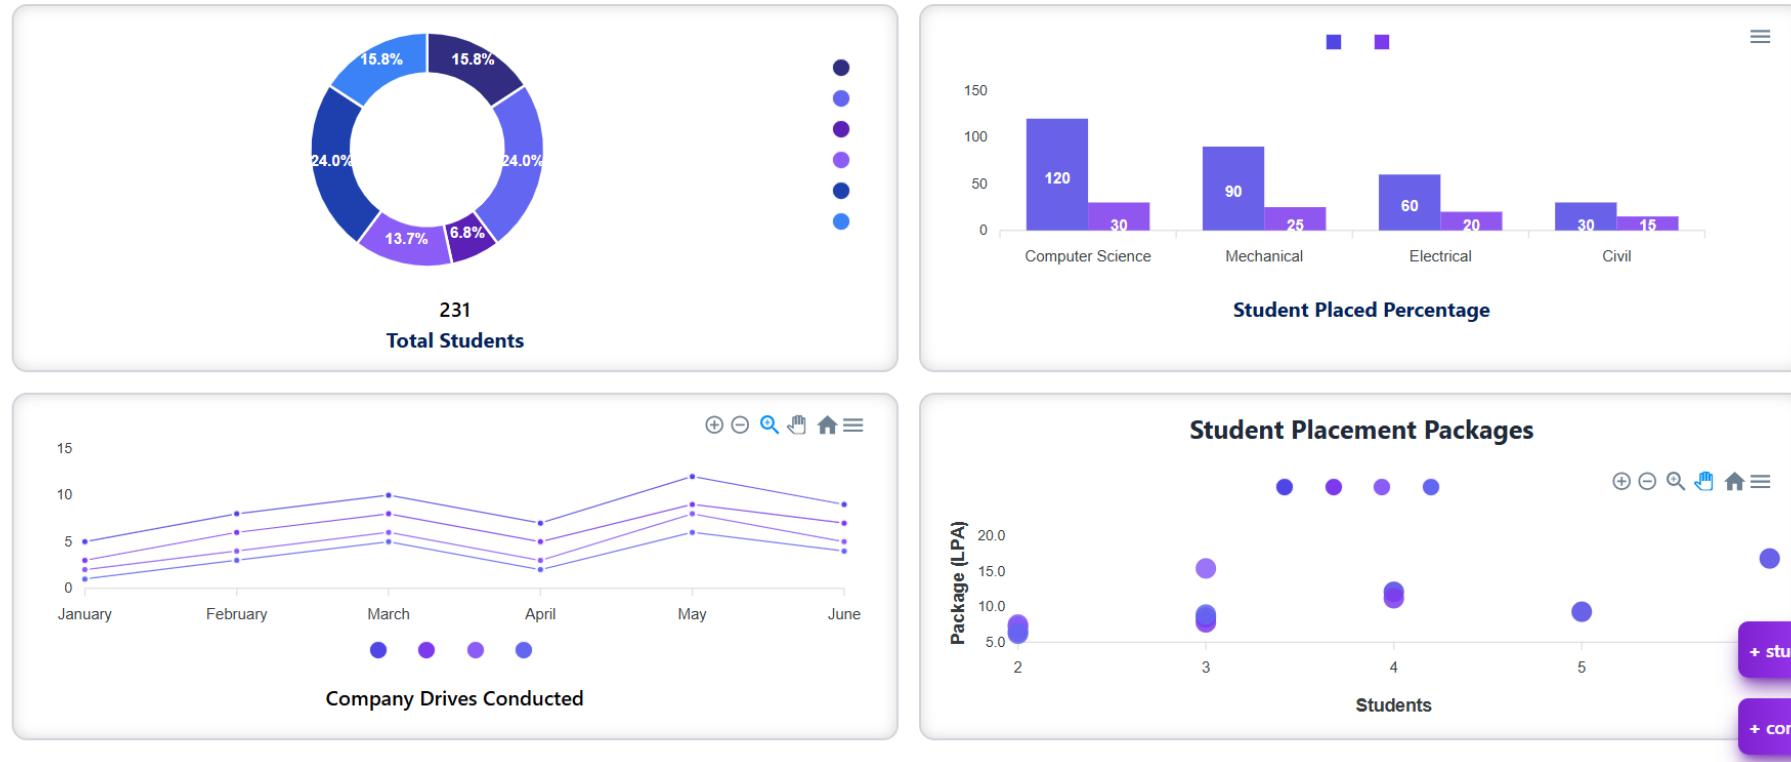 15.8%
15.8%
24.0%
24.0%
13.7%
6.8%
231
Total Students
150
100
50
0
120
30
90
25
60
20
30
15
Computer Science
Mechanical
Electrical
Civil
Student Placed Percentage
15
10
5
0
January
February
March
April
May
June
Company Drives Conducted
Student Placement Packages
Package (LPA)
20.0
15.0
10.0
5.0
2
3
4
5
Students
+ stu
+ con